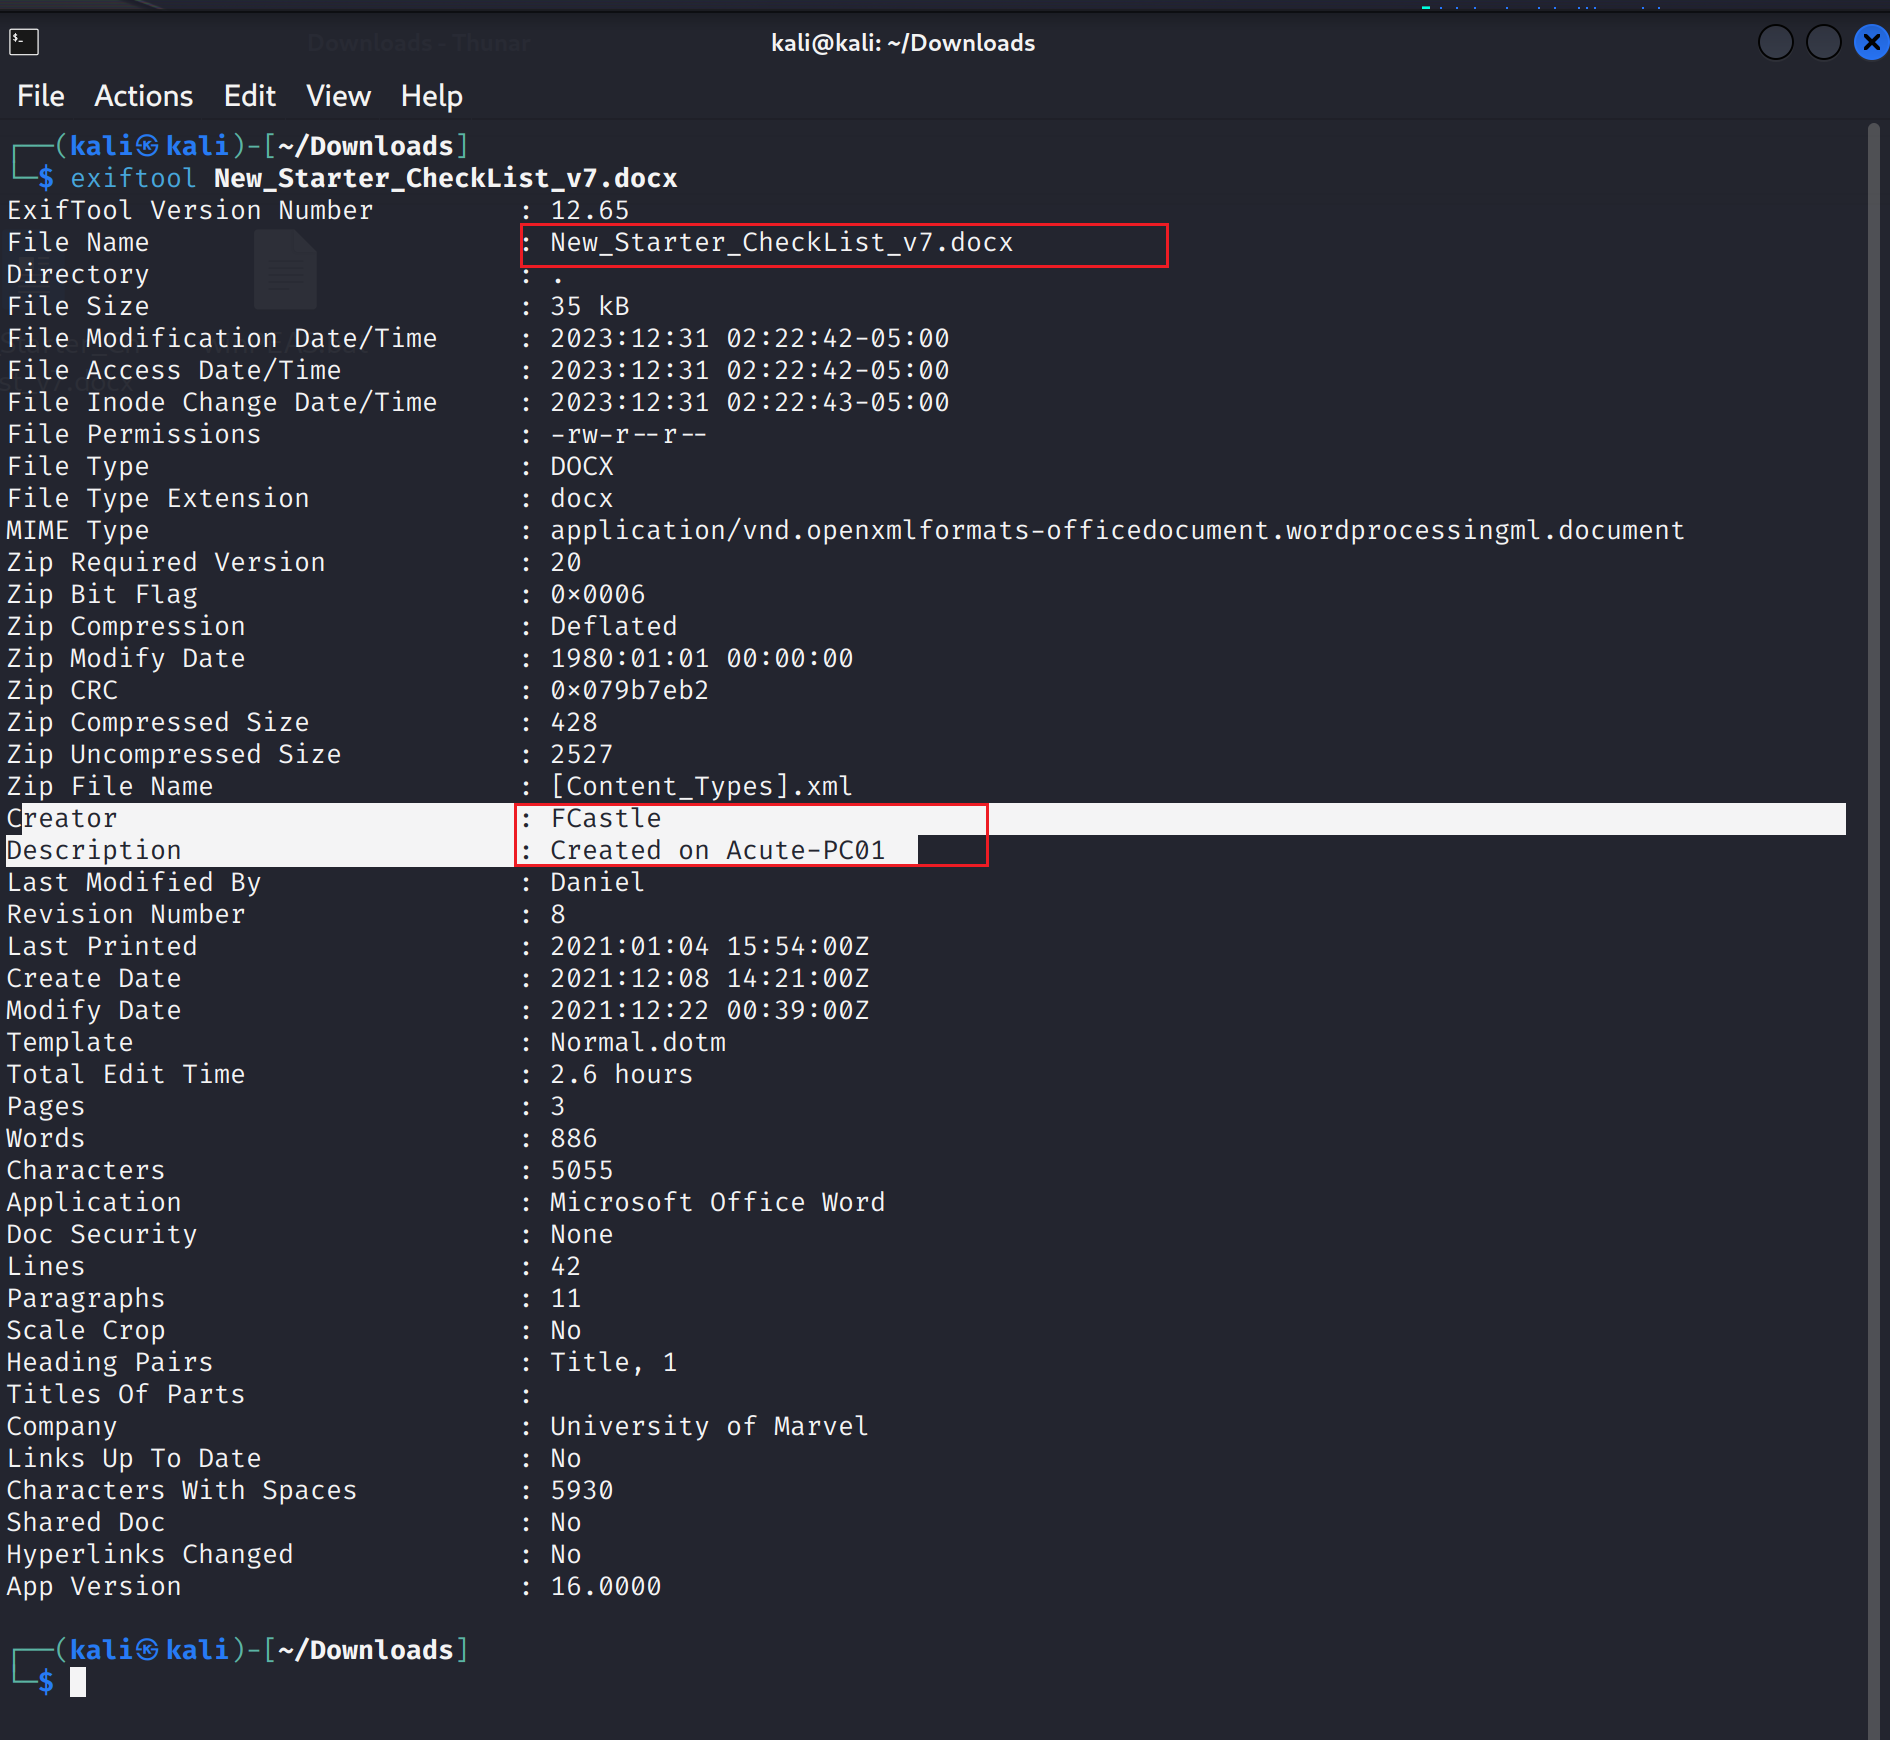 Downloads - Thunar
kali@kali: ~/Downloads
File Actions Edit View Help
┌──(kali㉿kali)-[~/Downloads]
└─$ exiftool New_Starter_CheckList_v7.docx
ExifTool Version Number : 12.65
File Name : New_Starter_CheckList_v7.docx
Directory : .
File Size : 35 kB
File Modification Date/Time : 2023:12:31 02:22:42-05:00
File Access Date/Time : 2023:12:31 02:22:42-05:00
File Inode Change Date/Time : 2023:12:31 02:22:43-05:00
File Permissions : -rw-r--r--
File Type : DOCX
File Type Extension : docx
MIME Type : application/vnd.openxmlformats-officedocument.wordprocessingml.document
Zip Required Version : 20
Zip Bit Flag : 0×0006
Zip Compression : Deflated
Zip Modify Date : 1980:01:01 00:00:00
Zip CRC : 0×079b7eb2
Zip Compressed Size : 428
Zip Uncompressed Size : 2527
Zip File Name : [Content_Types].xml
Creator : FCastle
Description : Created on Acute-PC01
Last Modified By : Daniel
Revision Number : 8
Last Printed : 2021:01:04 15:54:00Z
Create Date : 2021:12:08 14:21:00Z
Modify Date : 2021:12:22 00:39:00Z
Template : Normal.dotm
Total Edit Time : 2.6 hours
Pages : 3
Words : 886
Characters : 5055
Application : Microsoft Office Word
Doc Security : None
Lines : 42
Paragraphs : 11
Scale Crop : No
Heading Pairs : Title, 1
Titles Of Parts :
Company : University of Marvel
Links Up To Date : No
Characters With Spaces : 5930
Shared Doc : No
Hyperlinks Changed : No
App Version : 16.0000
┌──(kali㉿kali)-[~/Downloads]
└─$